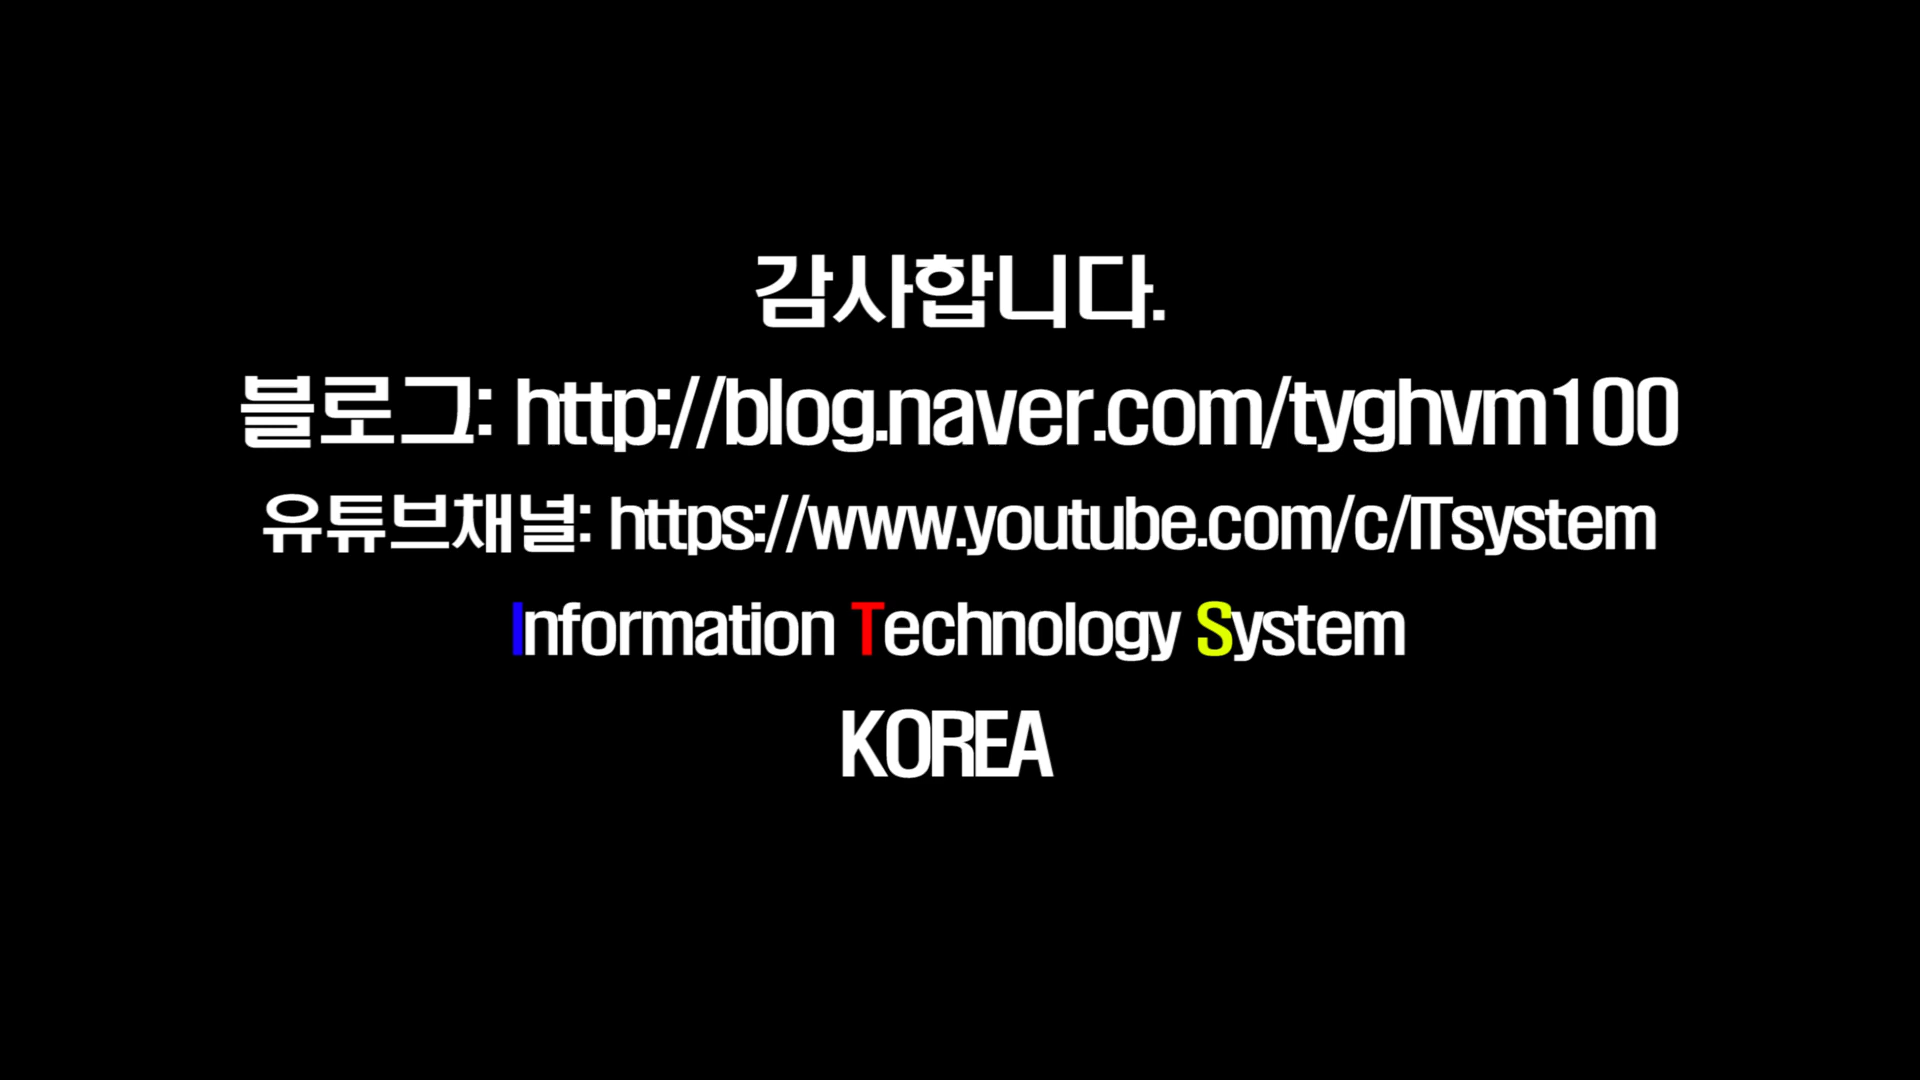 감사합니다.
블로그: http://blog.naver.com/tyghvm100
유튜브채널: https://www.youtube.com/c/ITsystem
Information Technology System
KOREA